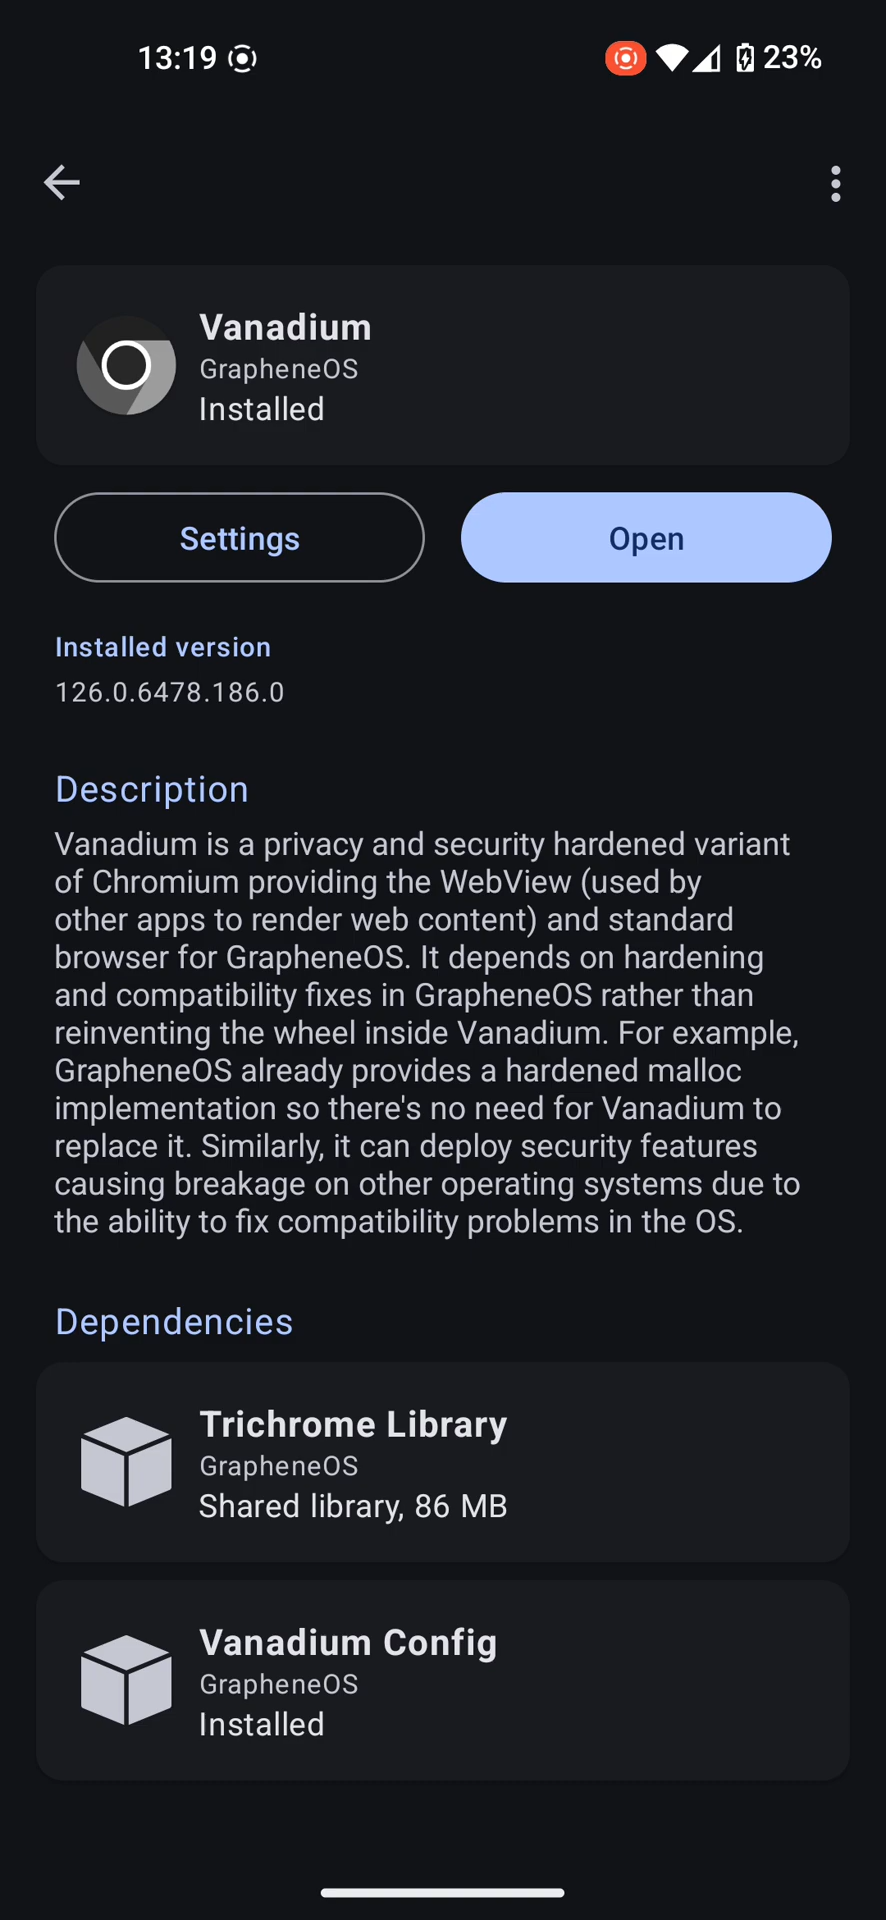 13:19 23%
Vanadium
GrapheneOS
Installed
Settings Open
Installed version
126.0.6478.186.0
Description
Vanadium is a privacy and security hardened variant
of Chromium providing the WebView (used by
other apps to render web content) and standard
browser for GrapheneOS. It depends on hardening
and compatibility fixes in GrapheneOS rather than
reinventing the wheel inside Vanadium. For example,
GrapheneOS already provides a hardened malloc
implementation so there's no need for Vanadium to
replace it. Similarly, it can deploy security features
causing breakage on other operating systems due to
the ability to fix compatibility problems in the OS.
Dependencies
Trichrome Library
GrapheneOS
Shared library, 86 MB
Vanadium Config
GrapheneOS
Installed